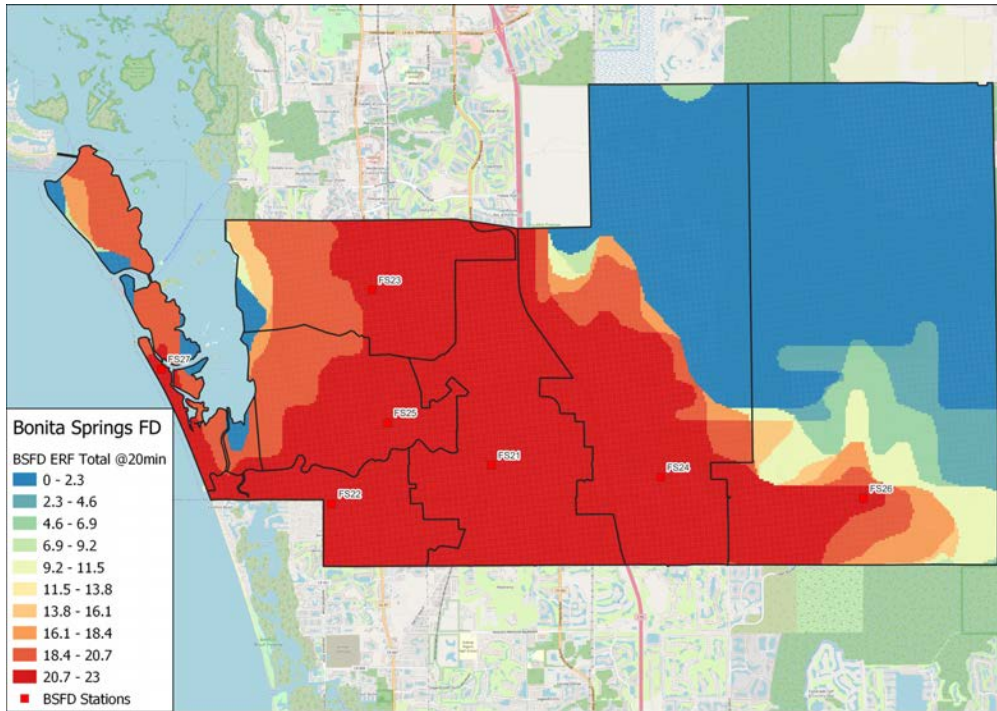 FS23
FS27
FS25
FS21
FS24
FS22
FS26
Bonita Springs FD
BSFD ERF Total @20min
0 - 2.3
2.3 - 4.6
4.6 - 6.9
6.9 - 9.2
9.2 - 11.5
11.5 - 13.8
13.8 - 16.1
16.1 - 18.4
18.4 - 20.7
20.7 - 23
BSFD Stations